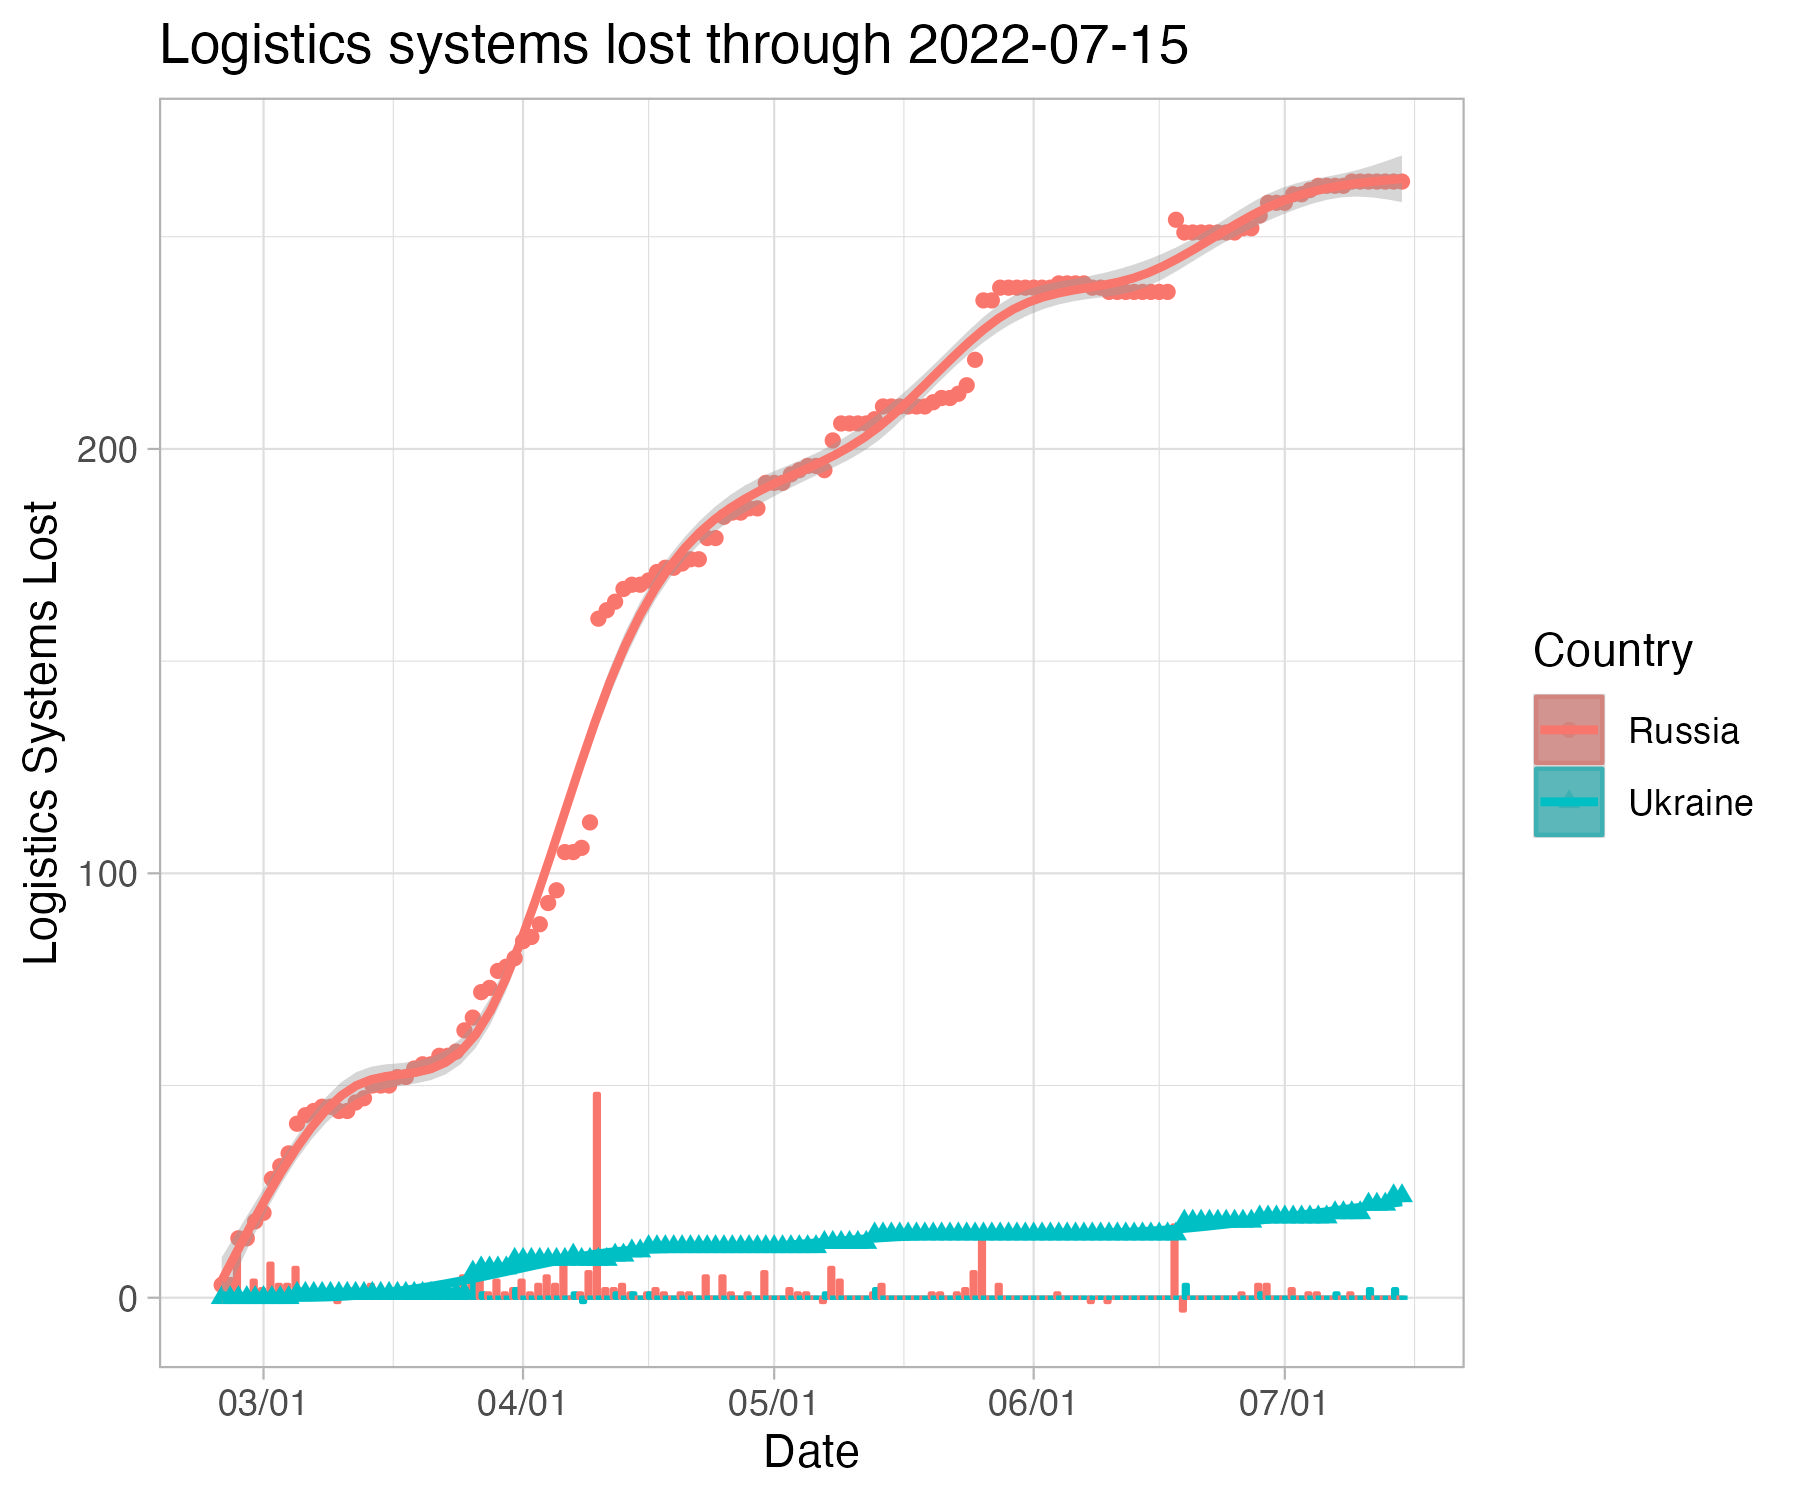 Logistics systems lost through 2022-07-15
Logistics Systems Lost
200
100
0
03/01
04/01
05/01
06/01
07/01
Date
Country
Russia
Ukraine